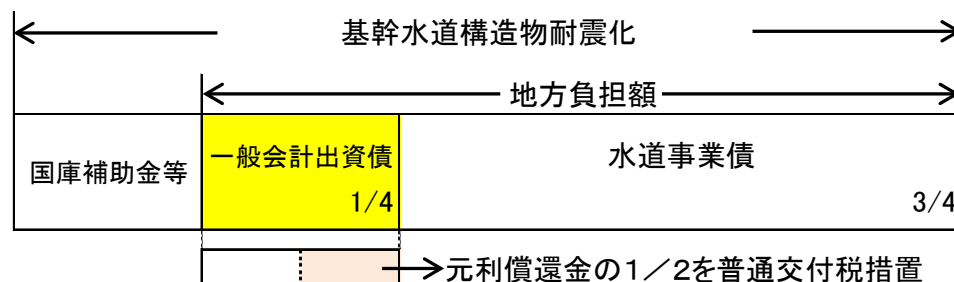 基幹水道構造物耐震化
地方負担額
国庫補助金等
一般会計出資債
1/4
水道事業債
3/4
元利償還金の1／2を普通交付税措置